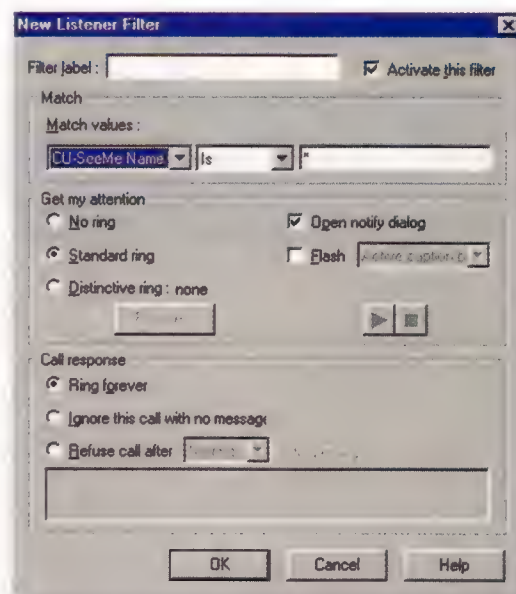 New Listener Filter
Filter label :
Activate this filter
Match
Match values :
CU-SeeMe Name
Is
*
Get my attention
No ring
Open notify dialog
Standard ring
Flash
Distinctive ring : none
Call response
Ring forever
Ignore this call with no message
Refuse call after
OK
Cancel
Help